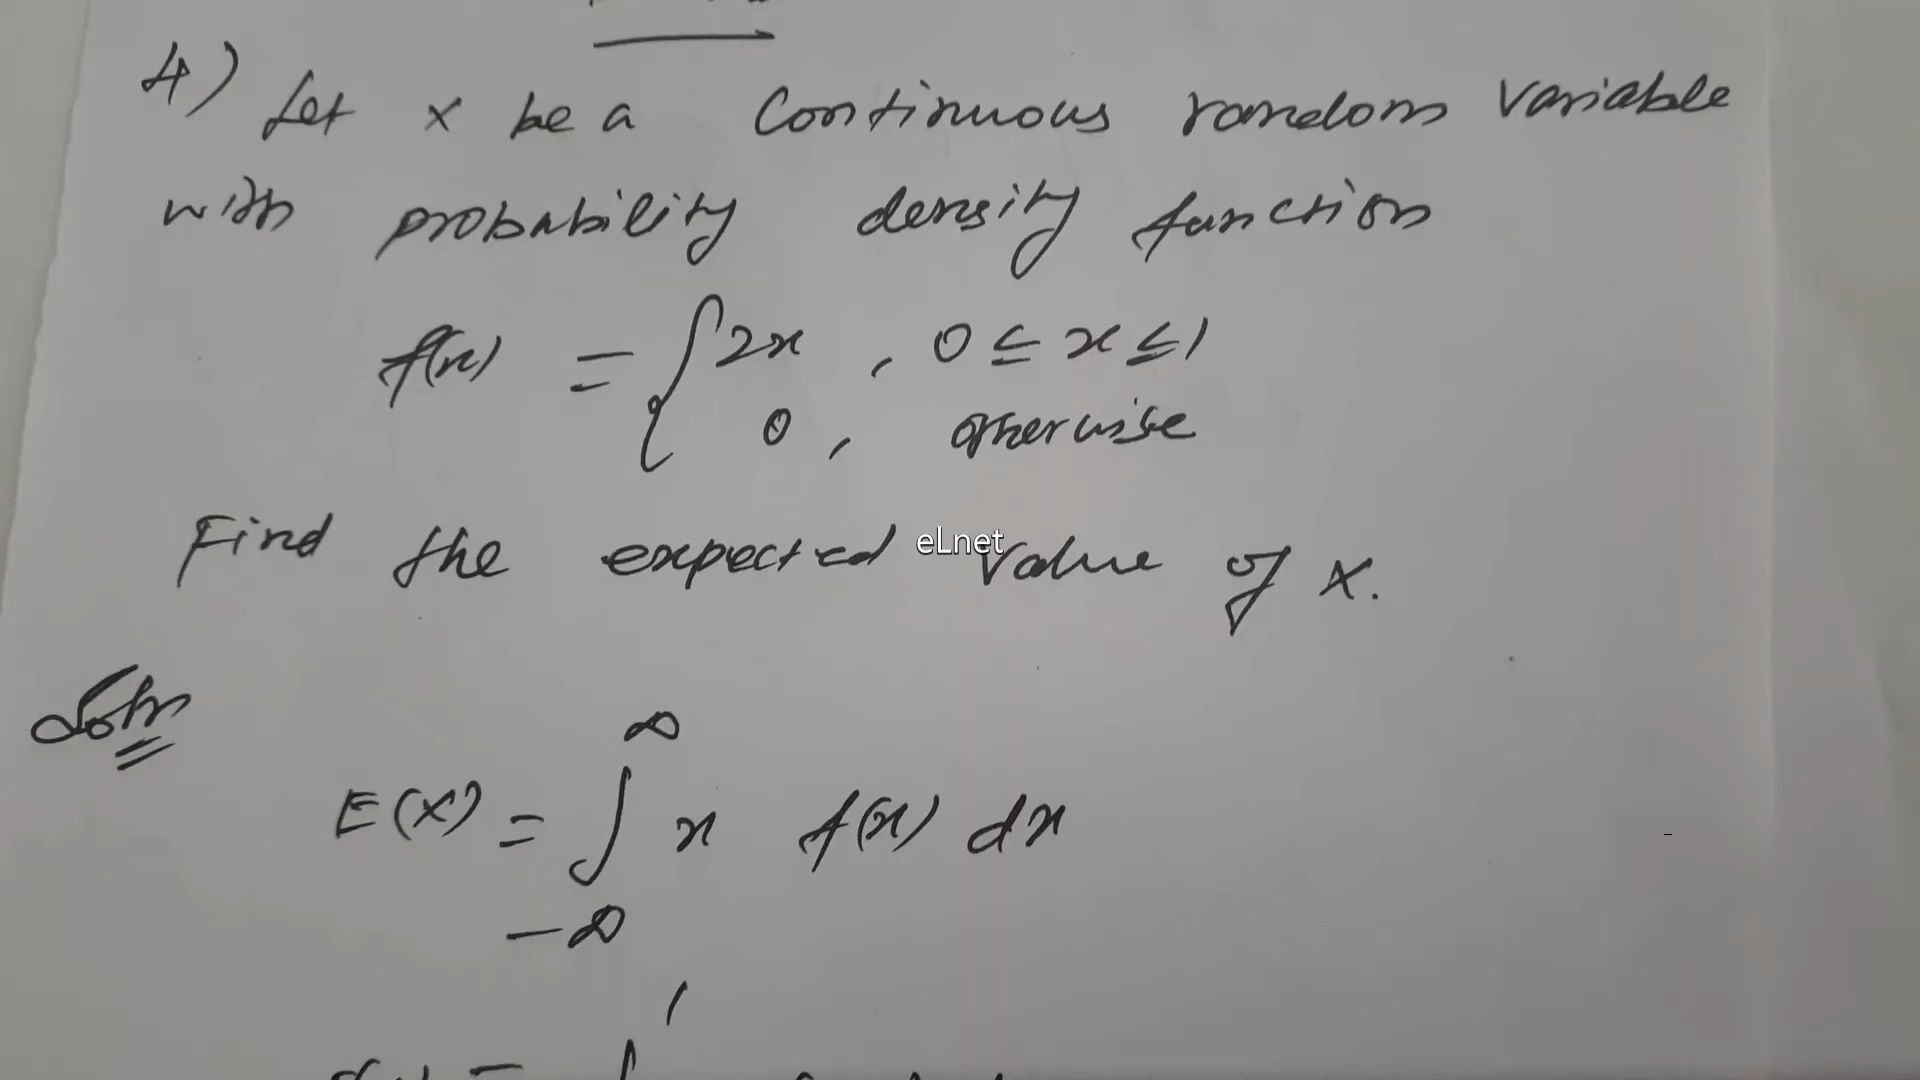 4) Let x be a Continuous random variable
with probability density function
f(x) = { 2x , 0 ≤ x ≤ 1
0 , otherwise
Find the expected value of x.
eLnet
Soln
E(X) = ∫ x f(x) dx
∞
-∞